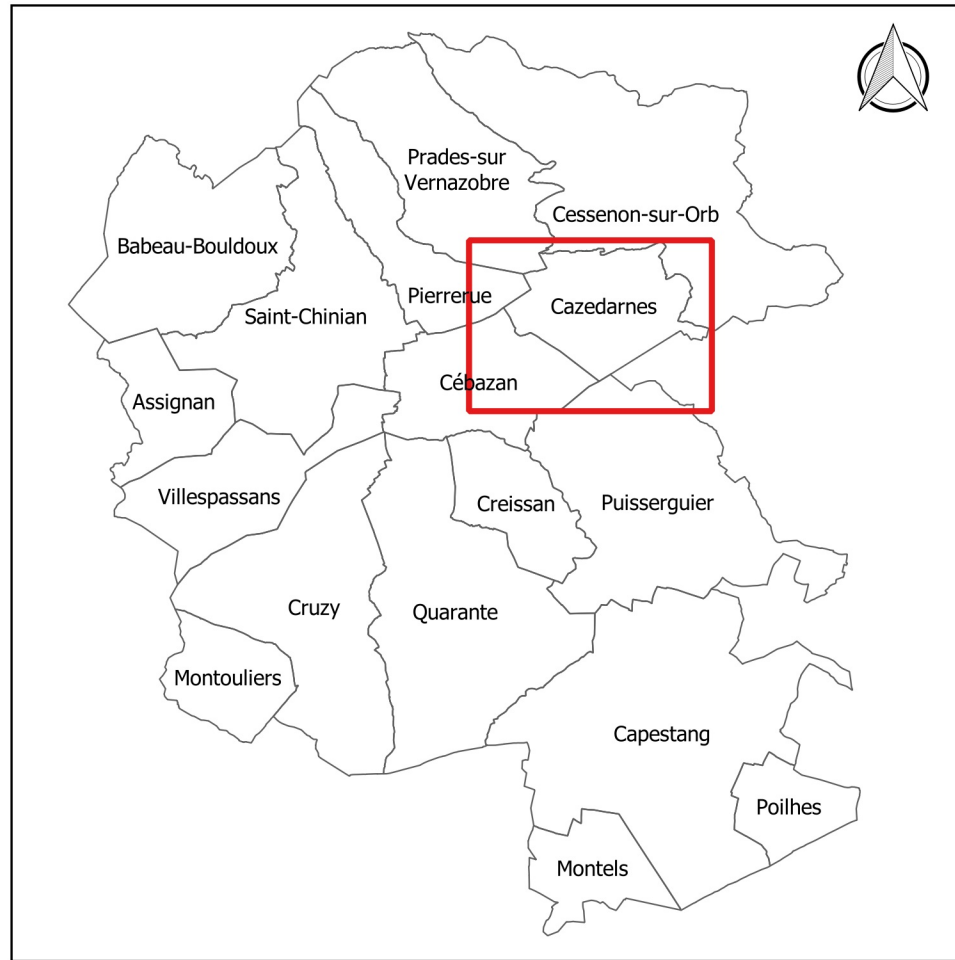 Prades-sur
Vernazobre
Cessenon-sur-Orb
Babeau-Bouldoux
Pierrerue
Cazedarnes
Saint-Chinian
Cébazan
Assignan
Villespassans
Creissan
Puisserguier
Cruzy
Quarante
Montouliers
Capestang
Poilhes
Montels